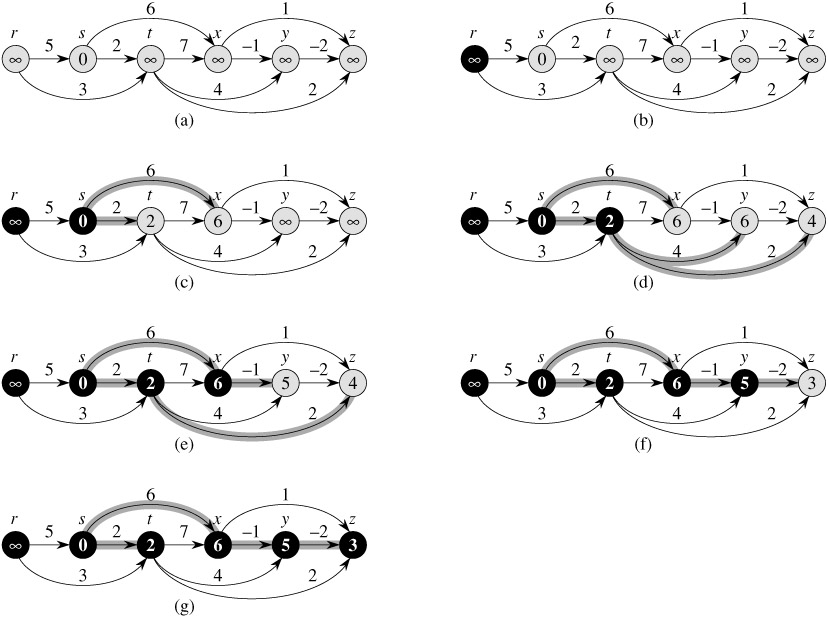 6 1
r s t x y z
5 2 7 –1 –2
∞ 0 ∞ ∞ ∞ ∞
3 4 2
(a)
6 1
r s t x y z
5 2 7 –1 –2
∞ 0 ∞ ∞ ∞ ∞
3 4 2
(b)
6 1
r s t x y z
5 2 7 –1 –2
∞ 0 2 6 ∞ ∞
3 4 2
(c)
6 1
r s t x y z
5 2 7 –1 –2
∞ 0 2 6 6 4
3 4 2
(d)
6 1
r s t x y z
5 2 7 –1 –2
∞ 0 2 6 5 4
3 4 2
(e)
6 1
r s t x y z
5 2 7 –1 –2
∞ 0 2 6 5 3
3 4 2
(f)
6 1
r s t x y z
5 2 7 –1 –2
∞ 0 2 6 5 3
3 4 2
(g)